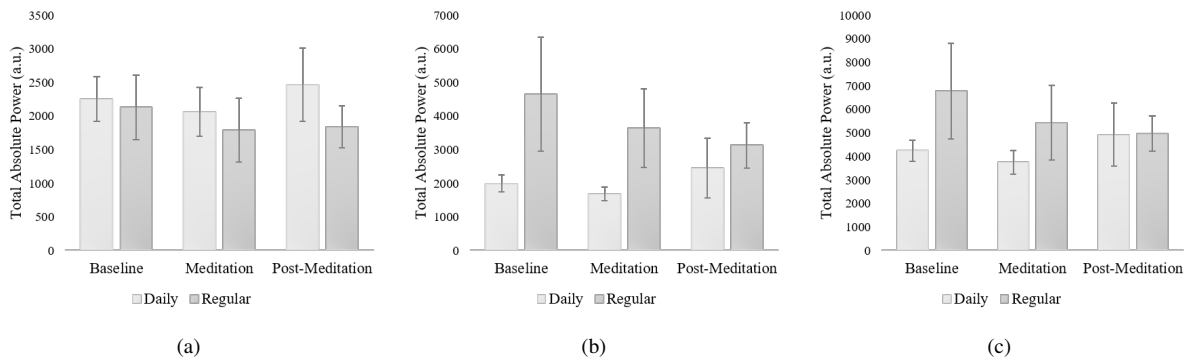 Total Absolute Power (a.u.)
3500
3000
2500
2000
1500
1000
500
0
Baseline Meditation Post-Meditation
Daily Regular
(a)
Total Absolute Power (a.u.)
7000
6000
5000
4000
3000
2000
1000
0
Baseline Meditation Post-Meditation
Daily Regular
(b)
Total Absolute Power (a.u.)
10000
9000
8000
7000
6000
5000
4000
3000
2000
1000
0
Baseline Meditation Post-Meditation
Daily Regular
(c)